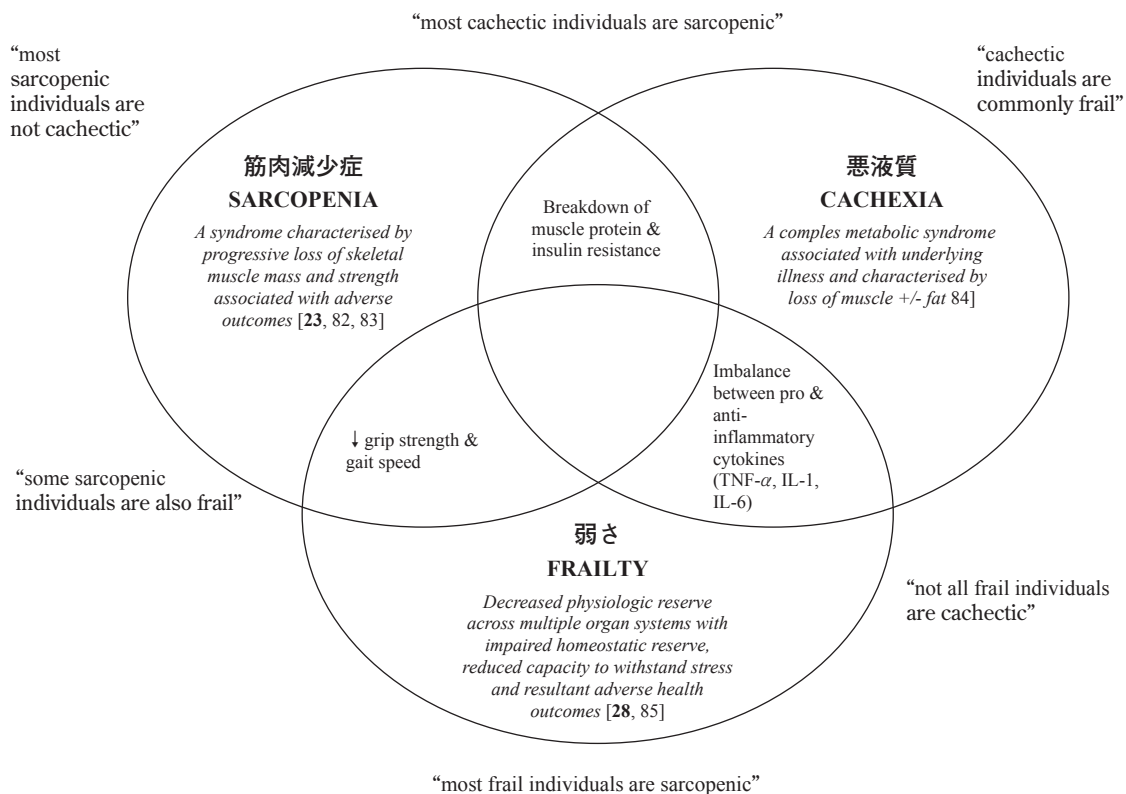 “most cachectic individuals are sarcopenic”
“most
sarcopenic
individuals are
not cachectic”
“cachectic
individuals are
commonly frail”
筋肉減少症
SARCOPENIA
A syndrome characterised by
progressive loss of skeletal
muscle mass and strength
associated with adverse
outcomes [23, 82, 83]
Breakdown of
muscle protein &
insulin resistance
悪液質
CACHEXIA
A comples metabolic syndrome
associated with underlying
illness and characterised by
loss of muscle +/- fat 84]
↓ grip strength &
gait speed
Imbalance
between pro &
anti-
inflammatory
cytokines
(TNF-α, IL-1,
IL-6)
“some sarcopenic
individuals are also frail”
弱さ
FRAILTY
Decreased physiologic reserve
across multiple organ systems with
impaired homeostatic reserve,
reduced capacity to withstand stress
and resultant adverse health
outcomes [28, 85]
“not all frail individuals
are cachectic”
“most frail individuals are sarcopenic”